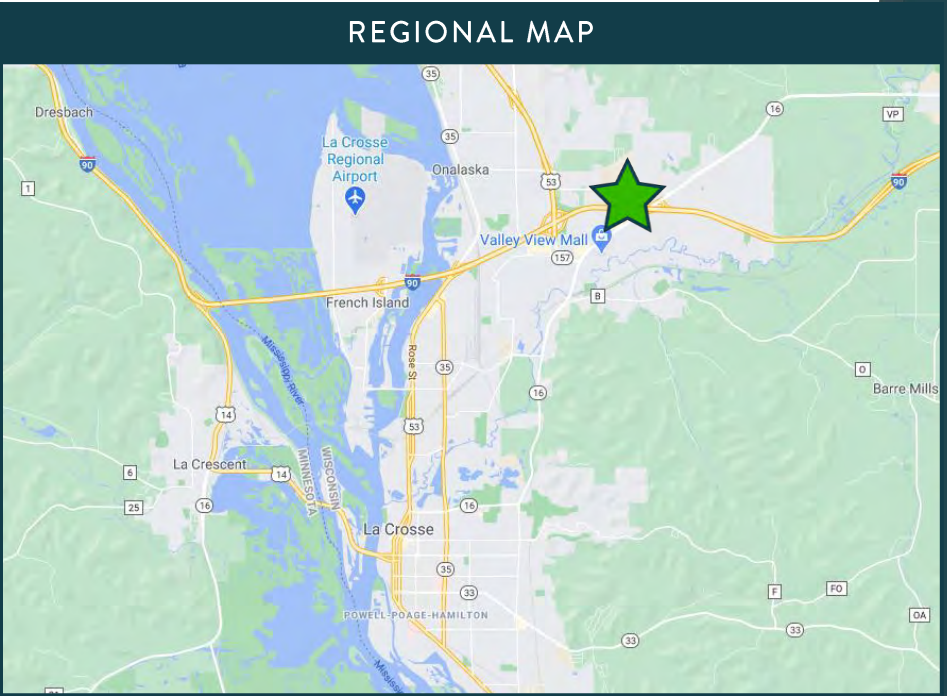 REGIONAL MAP
35
Dresbach
16
VP
35
La Crosse
Regional
Airport
90
Onalaska
53
90
1
Valley View Mall
157
90
B
French Island
Mississippi River
Rose St
35
O
16
Barre Mills
14
53
WISCONSIN
MINNESOTA
La Crescent
6
14
25
16
16
La Crosse
35
33
F
FO
POWELL-POAGE-HAMILTON
OA
33
33